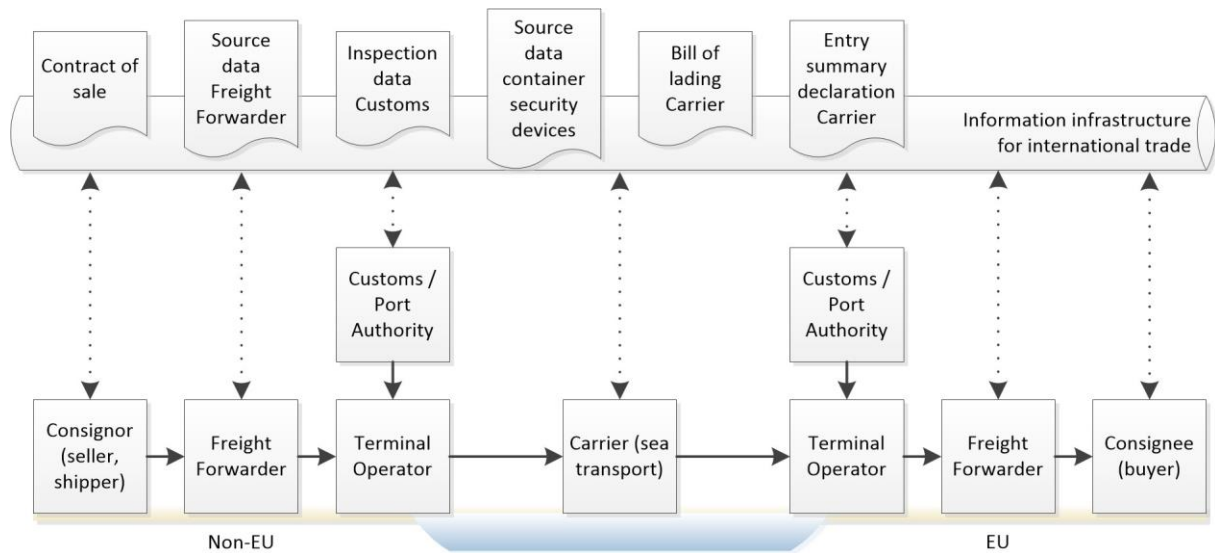 Contract of
sale
Source
data
Freight
Forwarder
Inspection
data
Customs
Source
data
container
security
devices
Bill of
lading
Carrier
Entry
summary
declaration
Carrier
Information infrastructure
for international trade
Customs /
Port
Authority
Customs /
Port
Authority
Consignor
(seller,
shipper)
Freight
Forwarder
Terminal
Operator
Carrier (sea
transport)
Terminal
Operator
Freight
Forwarder
Consignee
(buyer)
Non-EU
EU